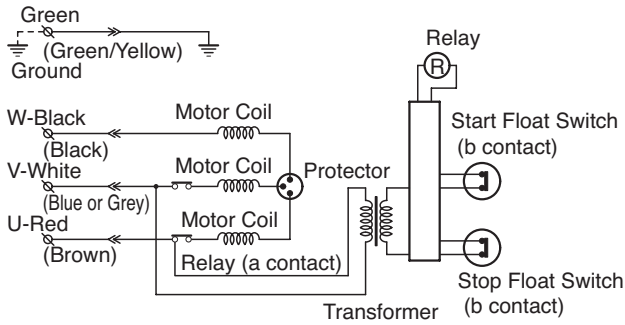 Green
(Green/Yellow)
Ground
Relay
R
W-Black
(Black)
Motor Coil
Start Float Switch
(b contact)
V-White
(Blue or Grey)
Motor Coil
Protector
U-Red
(Brown)
Motor Coil
Relay (a contact)
Stop Float Switch
(b contact)
Transformer